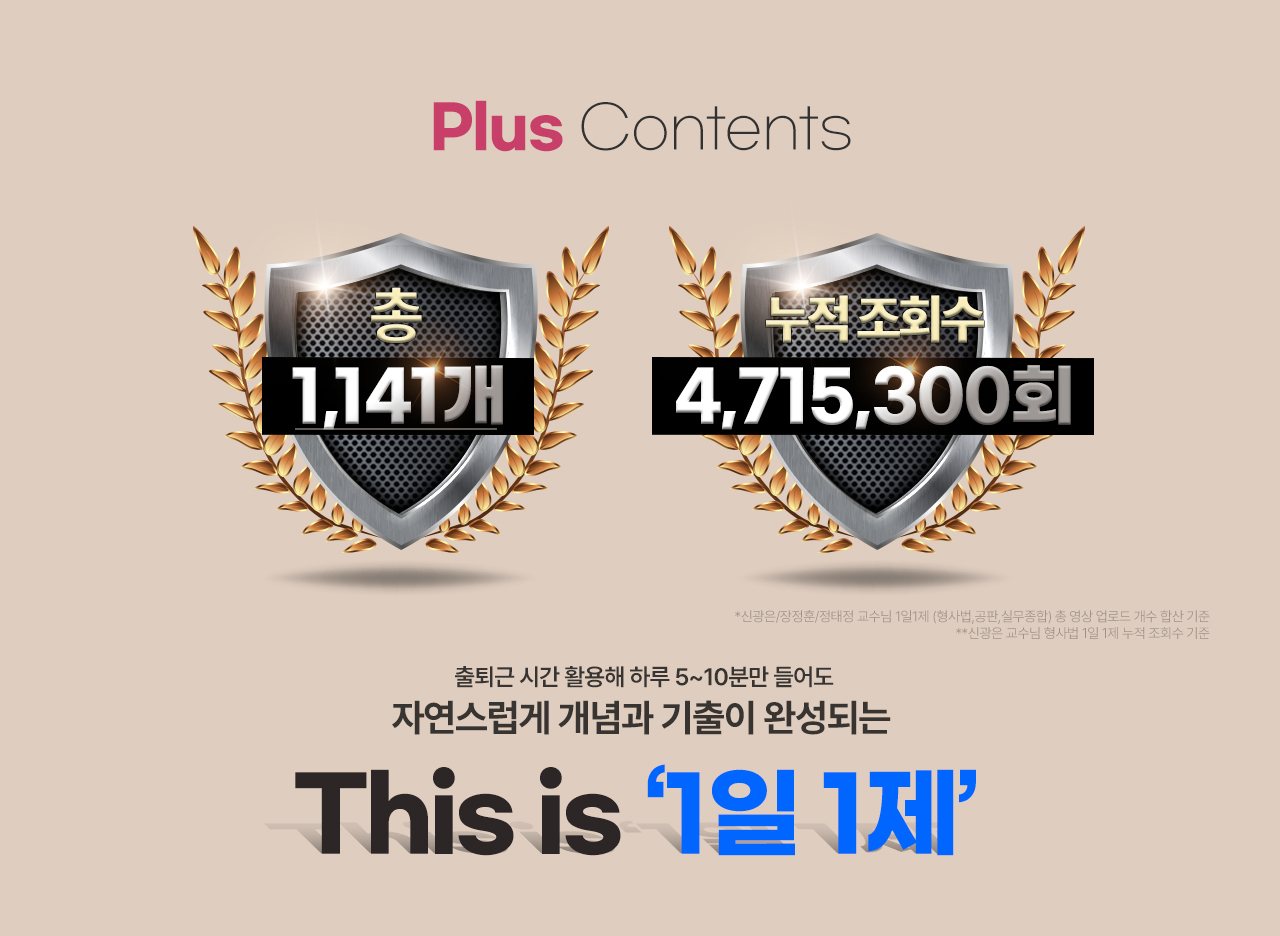 Plus Contents
총
1,141개
누적 조회수
4,715,300회
*신광은/장정훈/정태정 교수님 1일1제 (형사법,공판,실무종합) 총 영상 업로드 개수 합산 기준
**신광은 교수님 형사법 1일 1제 누적 조회수 기준
출퇴근 시간 활용해 하루 5~10분만 들어도
자연스럽게 개념과 기출이 완성되는
This is ‘1일 1제’